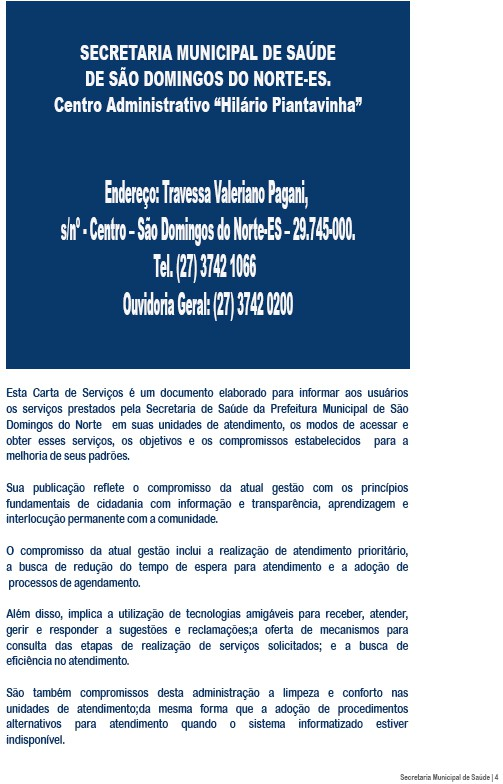 SECRETARIA MUNICIPAL DE SAÚDE
DE SÃO DOMINGOS DO NORTE-ES.
Centro Administrativo “Hilário Piantavinha”
Endereço: Travessa Valeriano Pagani,
s/nº - Centro – São Domingos do Norte-ES – 29.745-000.
Tel. (27) 3742 1066
Ouvidoria Geral: (27) 3742 0200
Esta Carta de Serviços é um documento elaborado para informar aos usuários
os serviços prestados pela Secretaria de Saúde da Prefeitura Municipal de São
Domingos do Norte em suas unidades de atendimento, os modos de acessar e
obter esses serviços, os objetivos e os compromissos estabelecidos para a
melhoria de seus padrões.
Sua publicação reflete o compromisso da atual gestão com os princípios
fundamentais de cidadania com informação e transparência, aprendizagem e
interlocução permanente com a comunidade.
O compromisso da atual gestão inclui a realização de atendimento prioritário,
a busca de redução do tempo de espera para atendimento e a adoção de
processos de agendamento.
Além disso, implica a utilização de tecnologias amigáveis para receber, atender,
gerir e responder a sugestões e reclamações;a oferta de mecanismos para
consulta das etapas de realização de serviços solicitados; e a busca de
eficiência no atendimento.
São também compromissos desta administração a limpeza e conforto nas
unidades de atendimento;da mesma forma que a adoção de procedimentos
alternativos para atendimento quando o sistema informatizado estiver
indisponível.
Secretaria Municipal de Saúde | 4